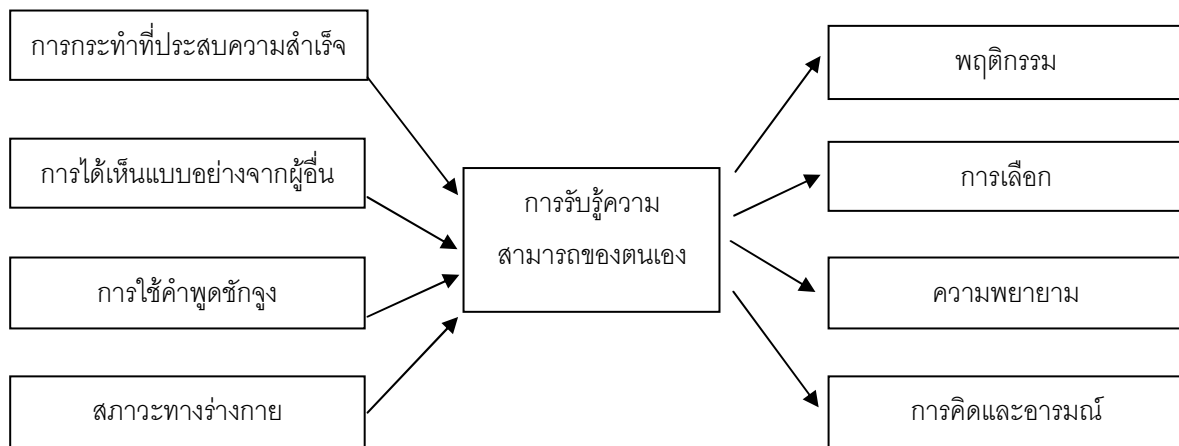 การกระทำที่ประสบความสำเร็จ
การได้เห็นแบบอย่างจากผู้อื่น
การใช้คำพูดชักจูง
สภาวะทางร่างกาย
การรับรู้ความ
สามารถของตนเอง
พฤติกรรม
การเลือก
ความพยายาม
การคิดและอารมณ์